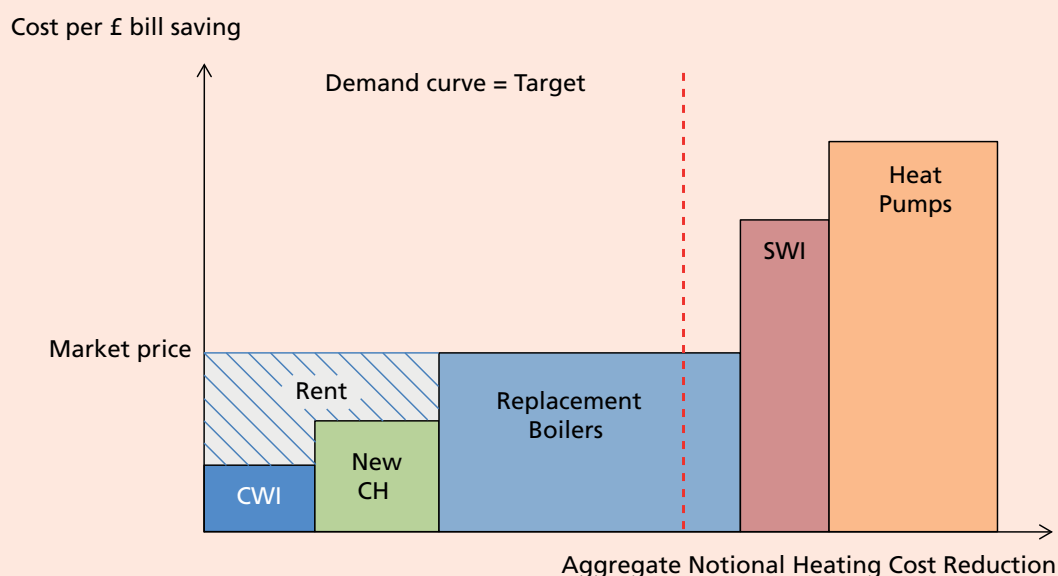 Cost per £ bill saving
Demand curve = Target
Heat
Pumps
SWI
Market price
Rent
Replacement
Boilers
New
CH
CWI
Aggregate Notional Heating Cost Reduction